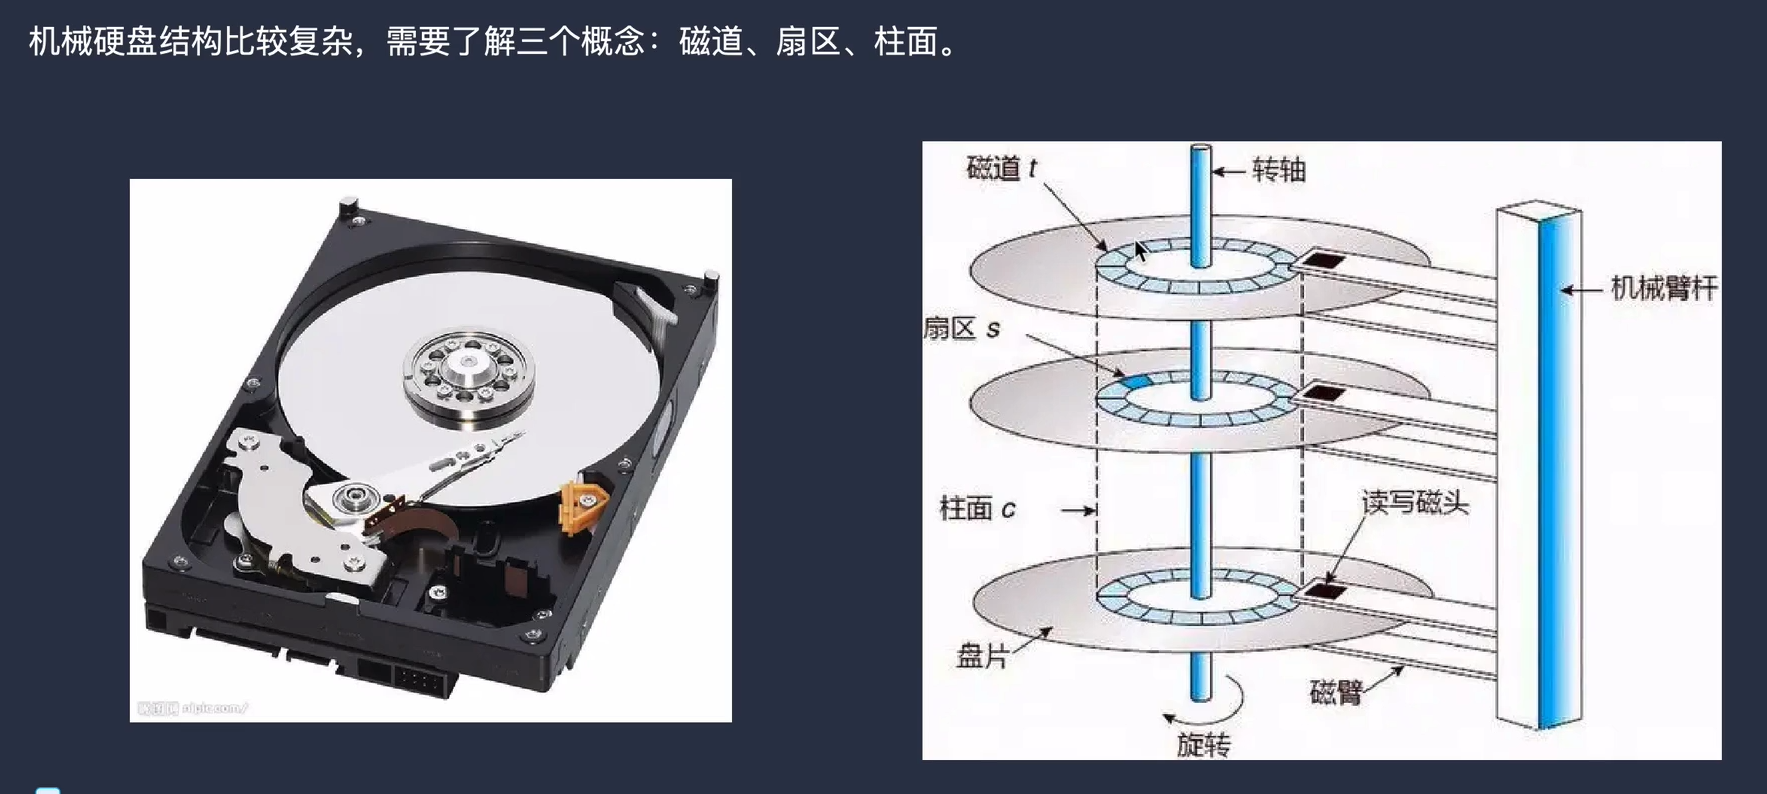 机械硬盘结构比较复杂，需要了解三个概念：磁道、扇区、柱面。
磁道 t
转轴
机械臂杆
扇区 s
柱面 c
读写磁头
盘片
磁臂
旋转
nipic.com/